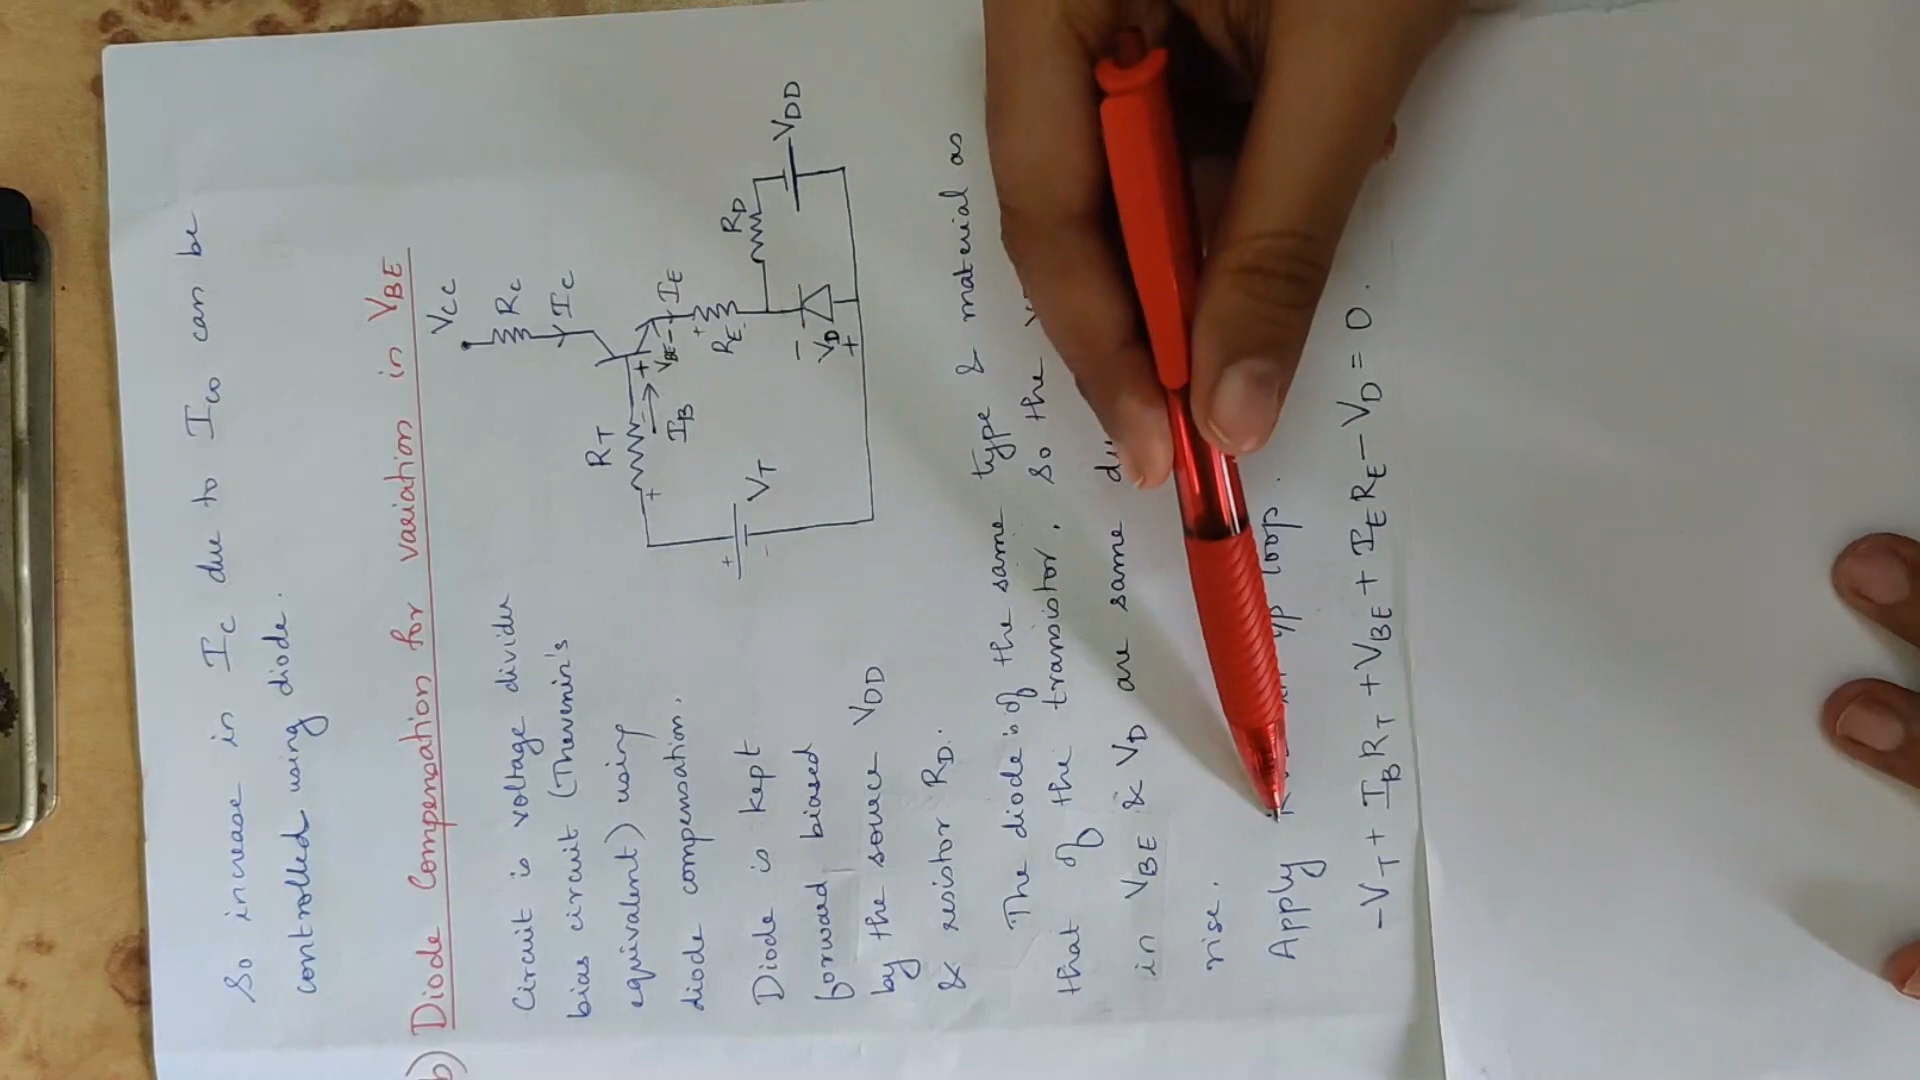 So increase in IC due to ICO can be
controlled using diode.
b) Diode Compensation for variation in VBE
Circuit is voltage divider
bias circuit (Thevenin's
equivalent) using
diode compensation.
Diode is kept
forward biased
by the source VDD
& resistor RD.
VCC
RC
IC
RT
+
IB
+
VBE
-
IE
+
RE
-
RD
VDD
-
VD
+
+
VT
-
The diode is of the same type & material as
that of the transistor. So the
in VBE & VD are same
rise.
Apply i/p loop.
-VT + IBRT + VBE + IERE - VD = 0.